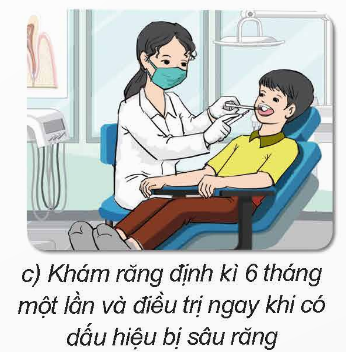 c) Khám răng định kì 6 tháng
một lần và điều trị ngay khi có
dấu hiệu bị sâu răng